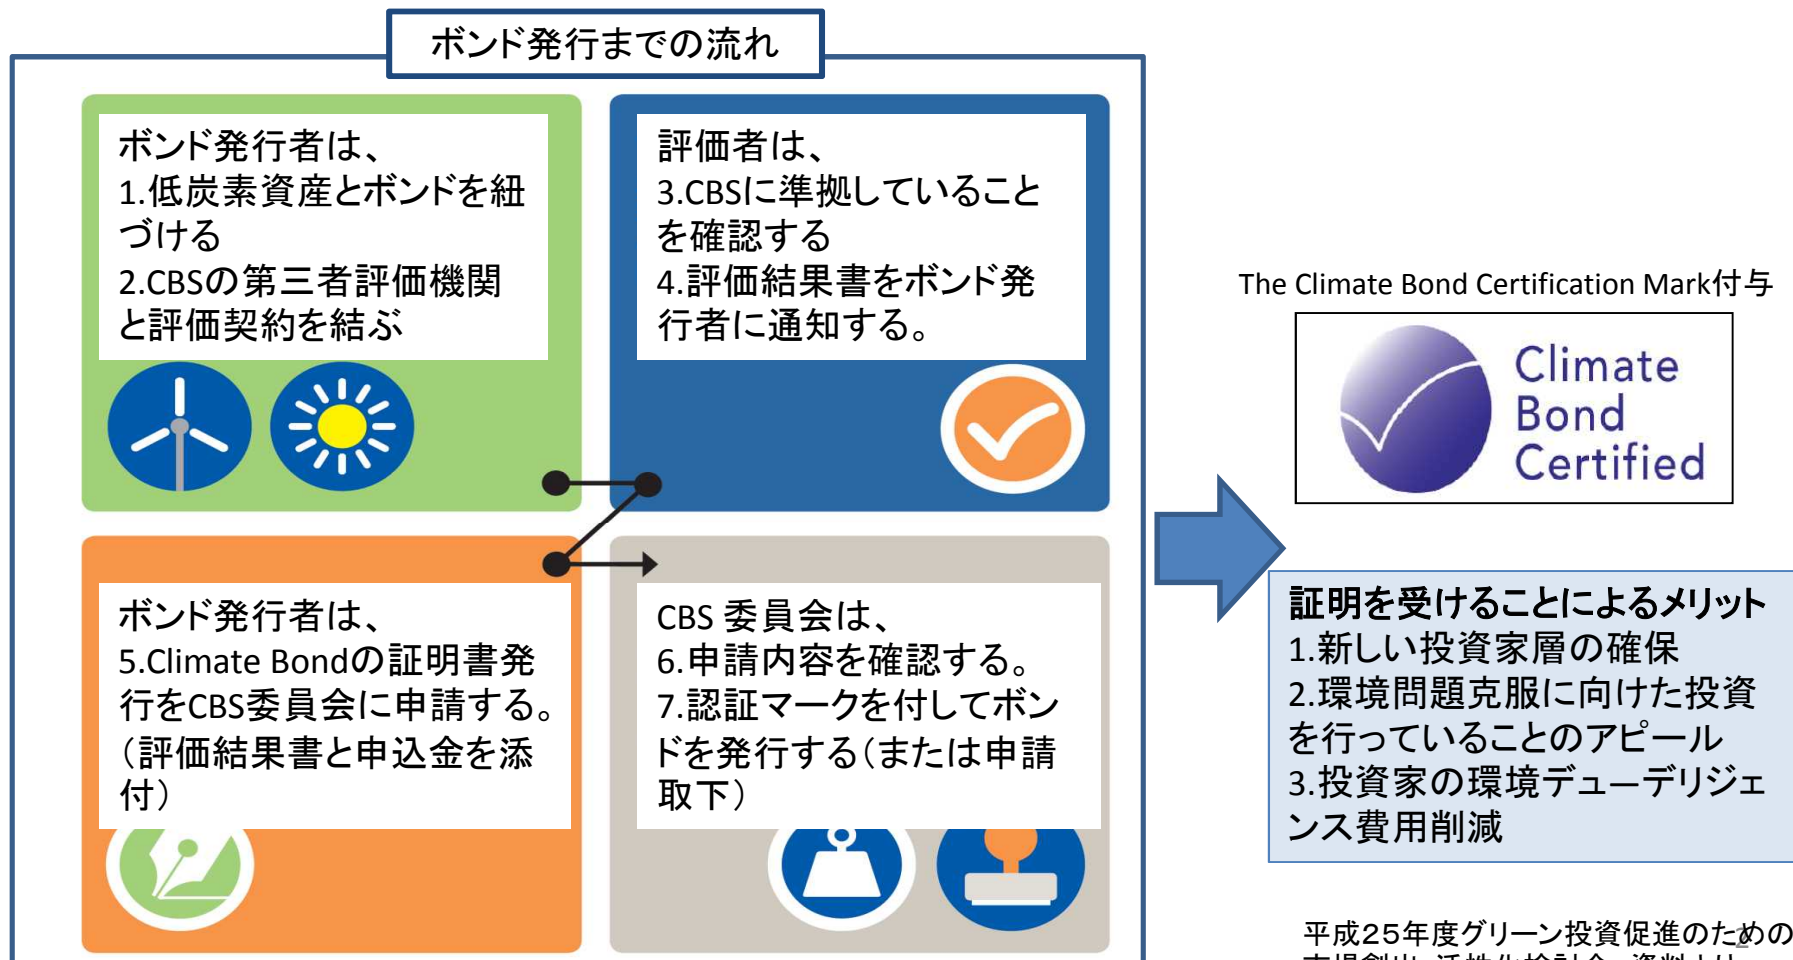 ボンド発行までの流れ
ボンド発行者は、
1.低炭素資産とボンドを紐
づける
2.CBSの第三者評価機関
と評価契約を結ぶ
評価者は、
3.CBSに準拠していること
を確認する
4.評価結果書をボンド発
行者に通知する。
ボンド発行者は、
5.Climate Bondの証明書発
行をCBS委員会に申請する。
（評価結果書と申込金を添
付）
CBS 委員会は、
6.申請内容を確認する。
7.認証マークを付してボン
ドを発行する（または申請
取下）
The Climate Bond Certification Mark付与
Climate
Bond
Certified
証明を受けることによるメリット
1.新しい投資家層の確保
2.環境問題克服に向けた投資
を行っていることのアピール
3.投資家の環境デューデリジェ
ンス費用削減
平成25年度グリーン投資促進のための
2